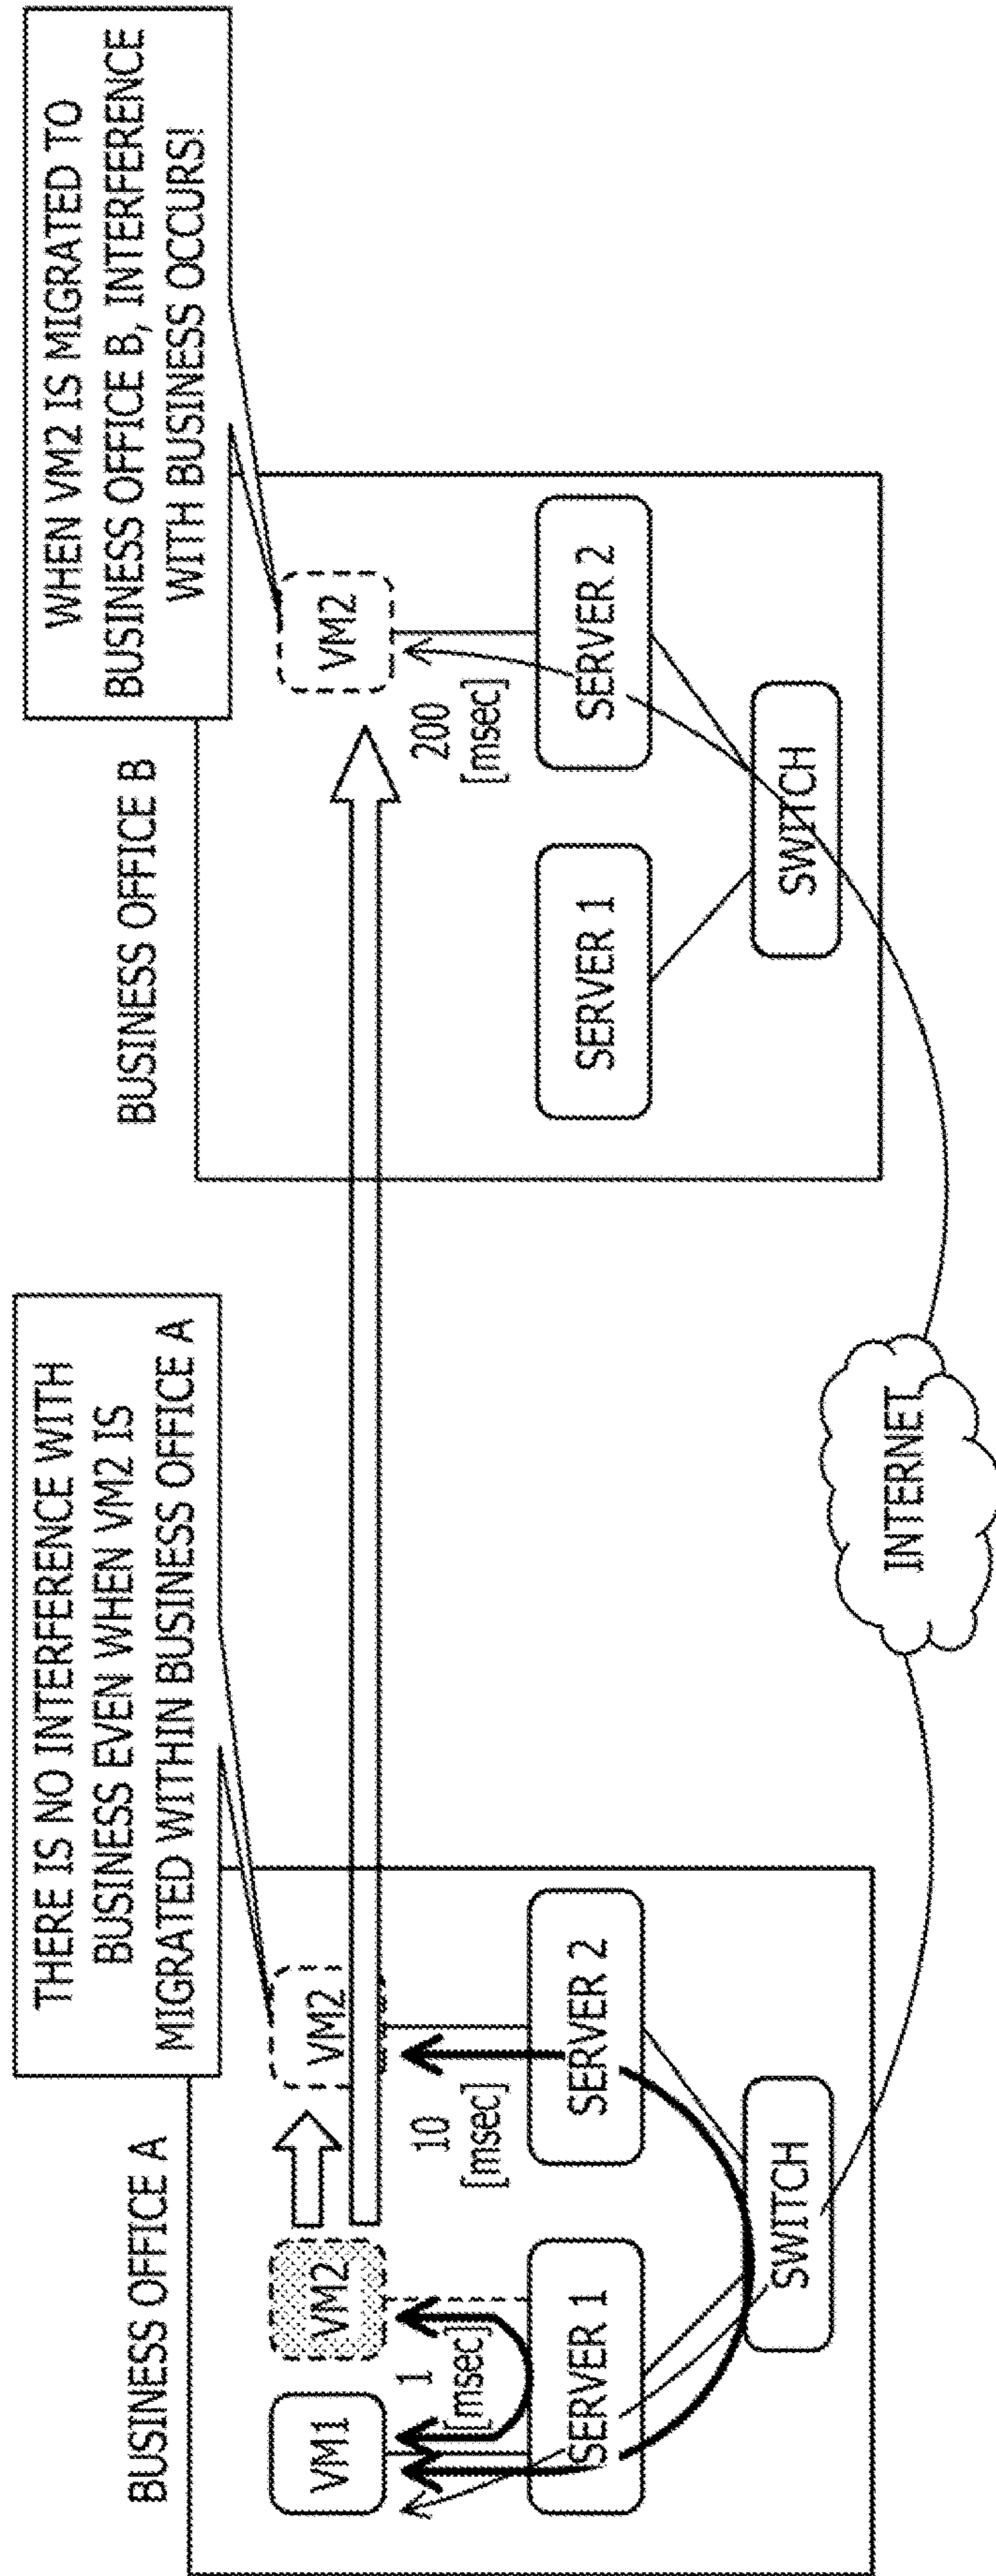 BUSINESS OFFICE A
THERE IS NO INTERFERENCE WITH
BUSINESS EVEN WHEN VM2 IS
MIGRATED WITHIN BUSINESS OFFICE A
VM1
VM2
VM2
1
[msec]
10
[msec]
SERVER 1
SERVER 2
SWITCH
INTERNET
BUSINESS OFFICE B
WHEN VM2 IS MIGRATED TO
BUSINESS OFFICE B, INTERFERENCE
WITH BUSINESS OCCURS!
VM2
200
[msec]
SERVER 1
SERVER 2
SWITCH